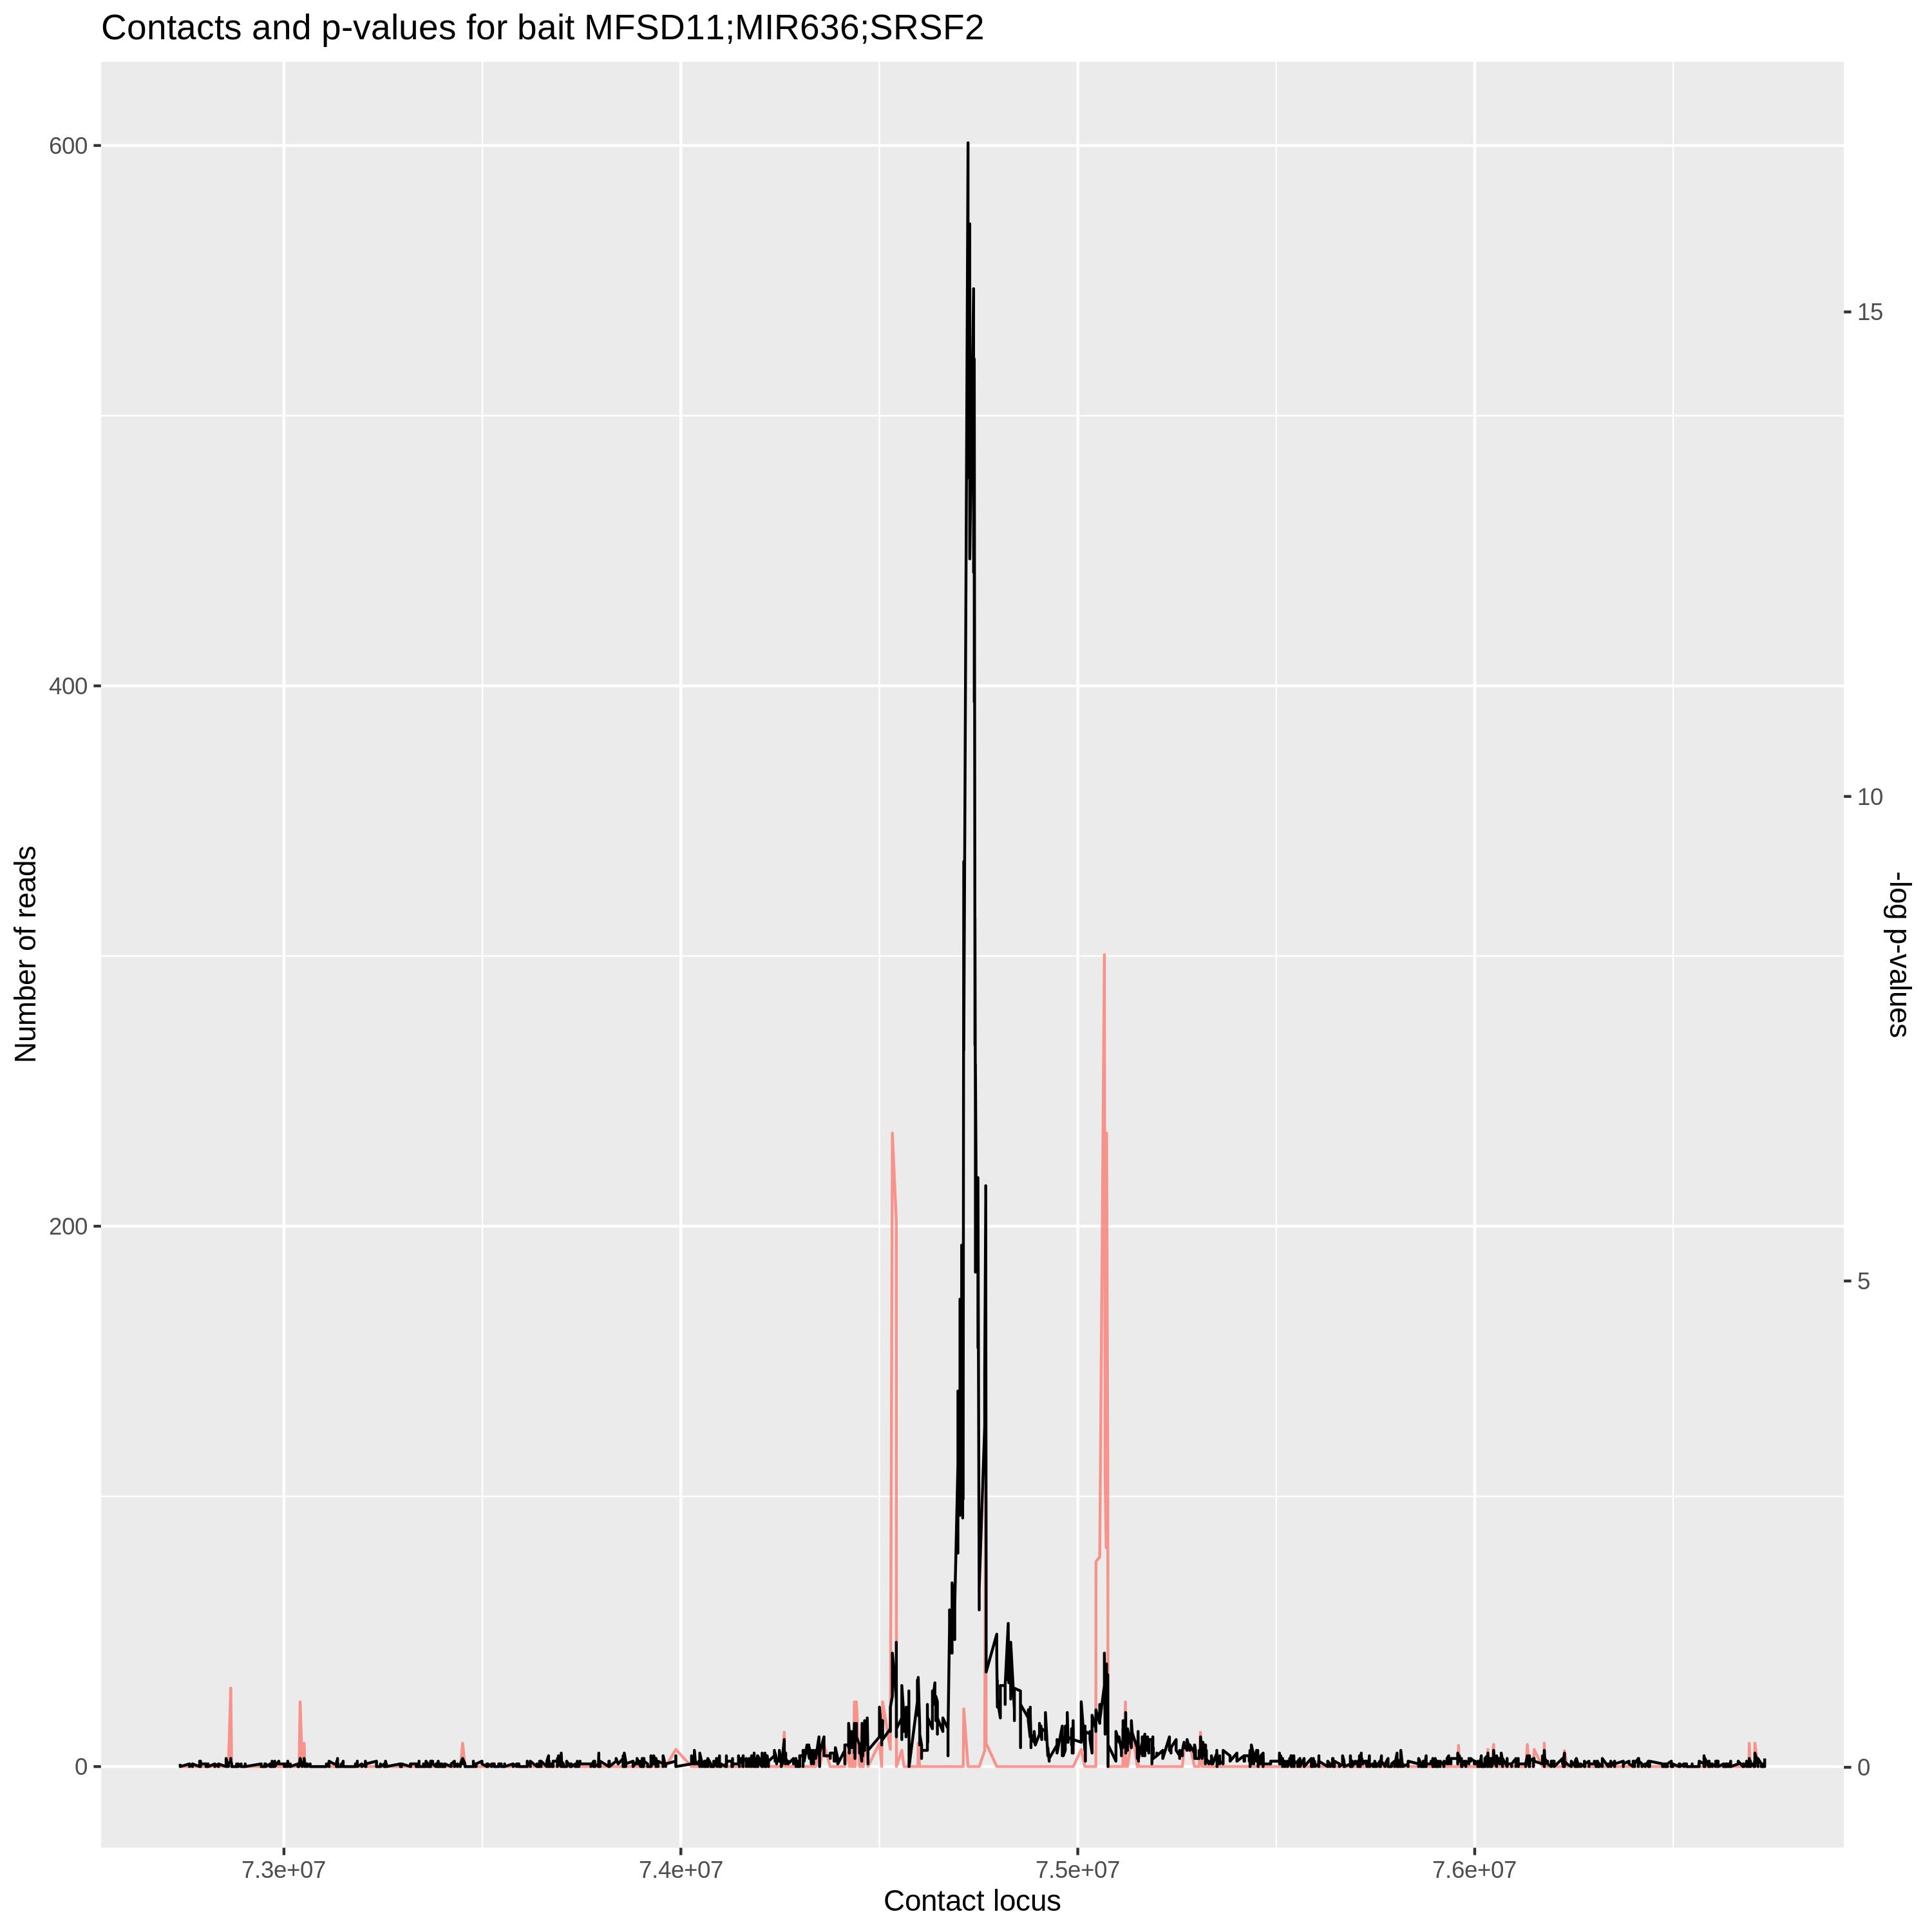 Contacts and p-values for bait MFSD11;MIR636;SRSF2
600
400
200
0
Number of reads
15
10
5
0
-log p-values
7.3e+07
7.4e+07
7.5e+07
7.6e+07
Contact locus